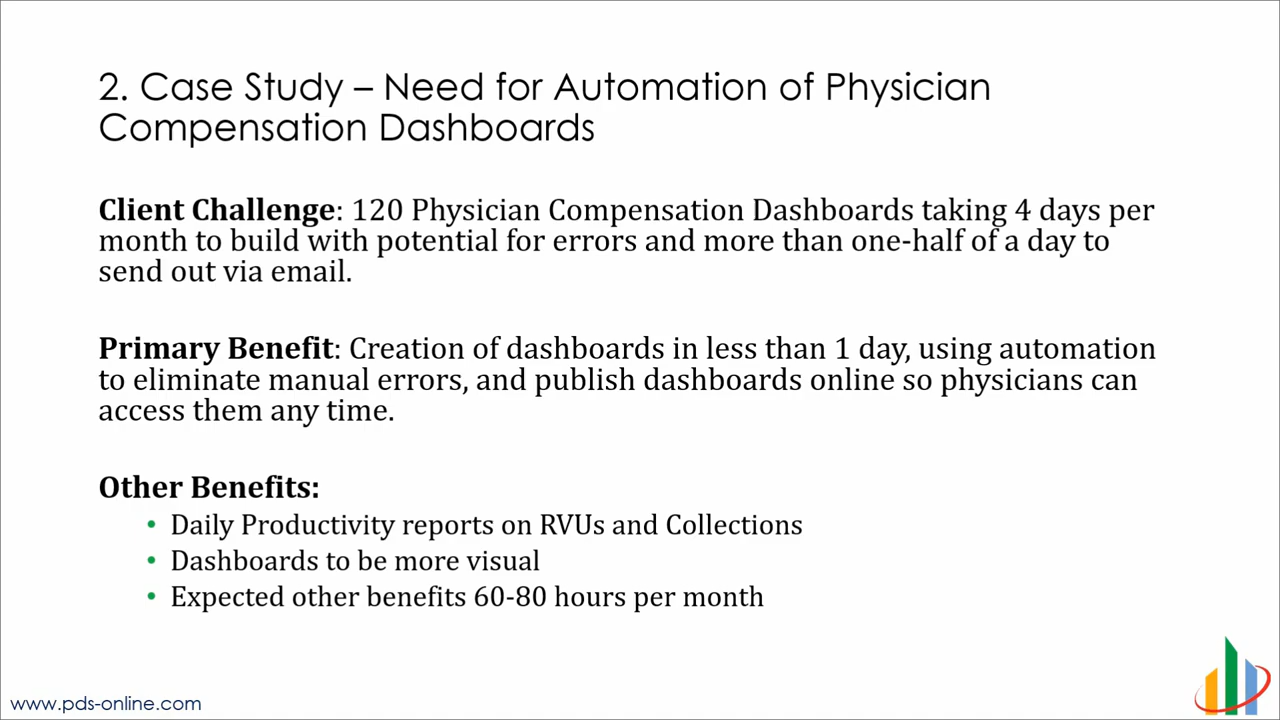 2. Case Study – Need for Automation of Physician
Compensation Dashboards
Client Challenge: 120 Physician Compensation Dashboards taking 4 days per
month to build with potential for errors and more than one-half of a day to
send out via email.
Primary Benefit: Creation of dashboards in less than 1 day, using automation
to eliminate manual errors, and publish dashboards online so physicians can
access them any time.
Other Benefits:
• Daily Productivity reports on RVUs and Collections
• Dashboards to be more visual
• Expected other benefits 60-80 hours per month
www.pds-online.com